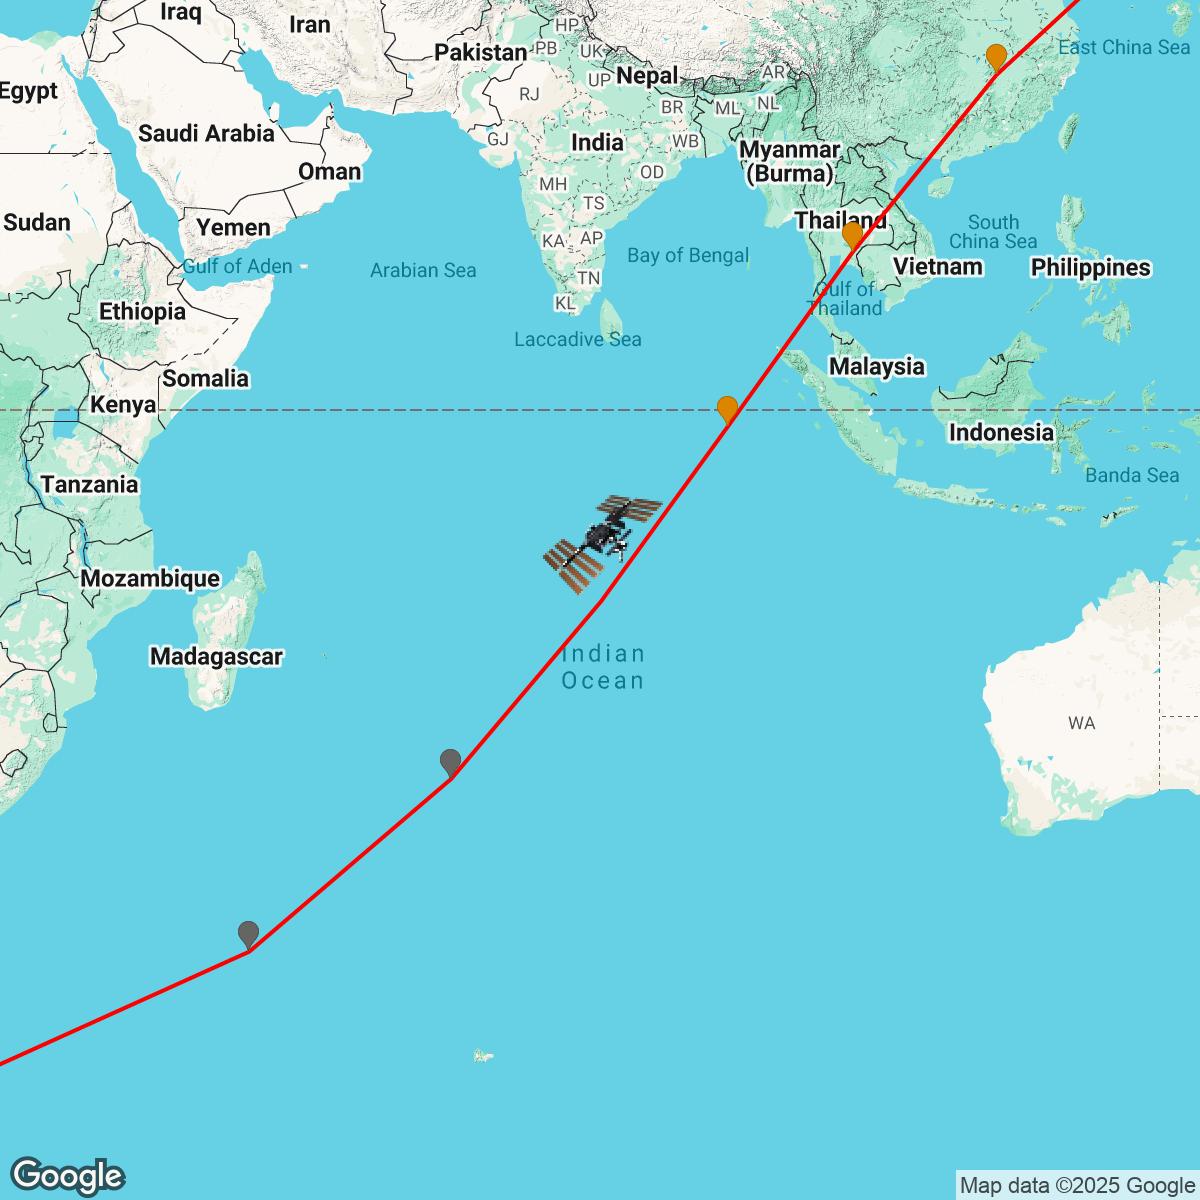 Iraq
Iran
HP
East China Sea
Pakistan
PB
UK
Nepal
AR
UP
Egypt
RJ
BR
ML
NL
Saudi Arabia
GJ
India
WB
Myanmar
(Burma)
Oman
OD
MH
TS
Sudan
Yemen
Thailand
South
China Sea
KA
AP
Bay of Bengal
Gulf of Aden
Arabian Sea
Vietnam
Philippines
TN
Gulf of
Thailand
KL
Ethiopia
Laccadive Sea
Malaysia
Somalia
Kenya
Indonesia
Banda Sea
Tanzania
Mozambique
Madagascar
Indian
Ocean
WA
Google
Map data ©2025 Google